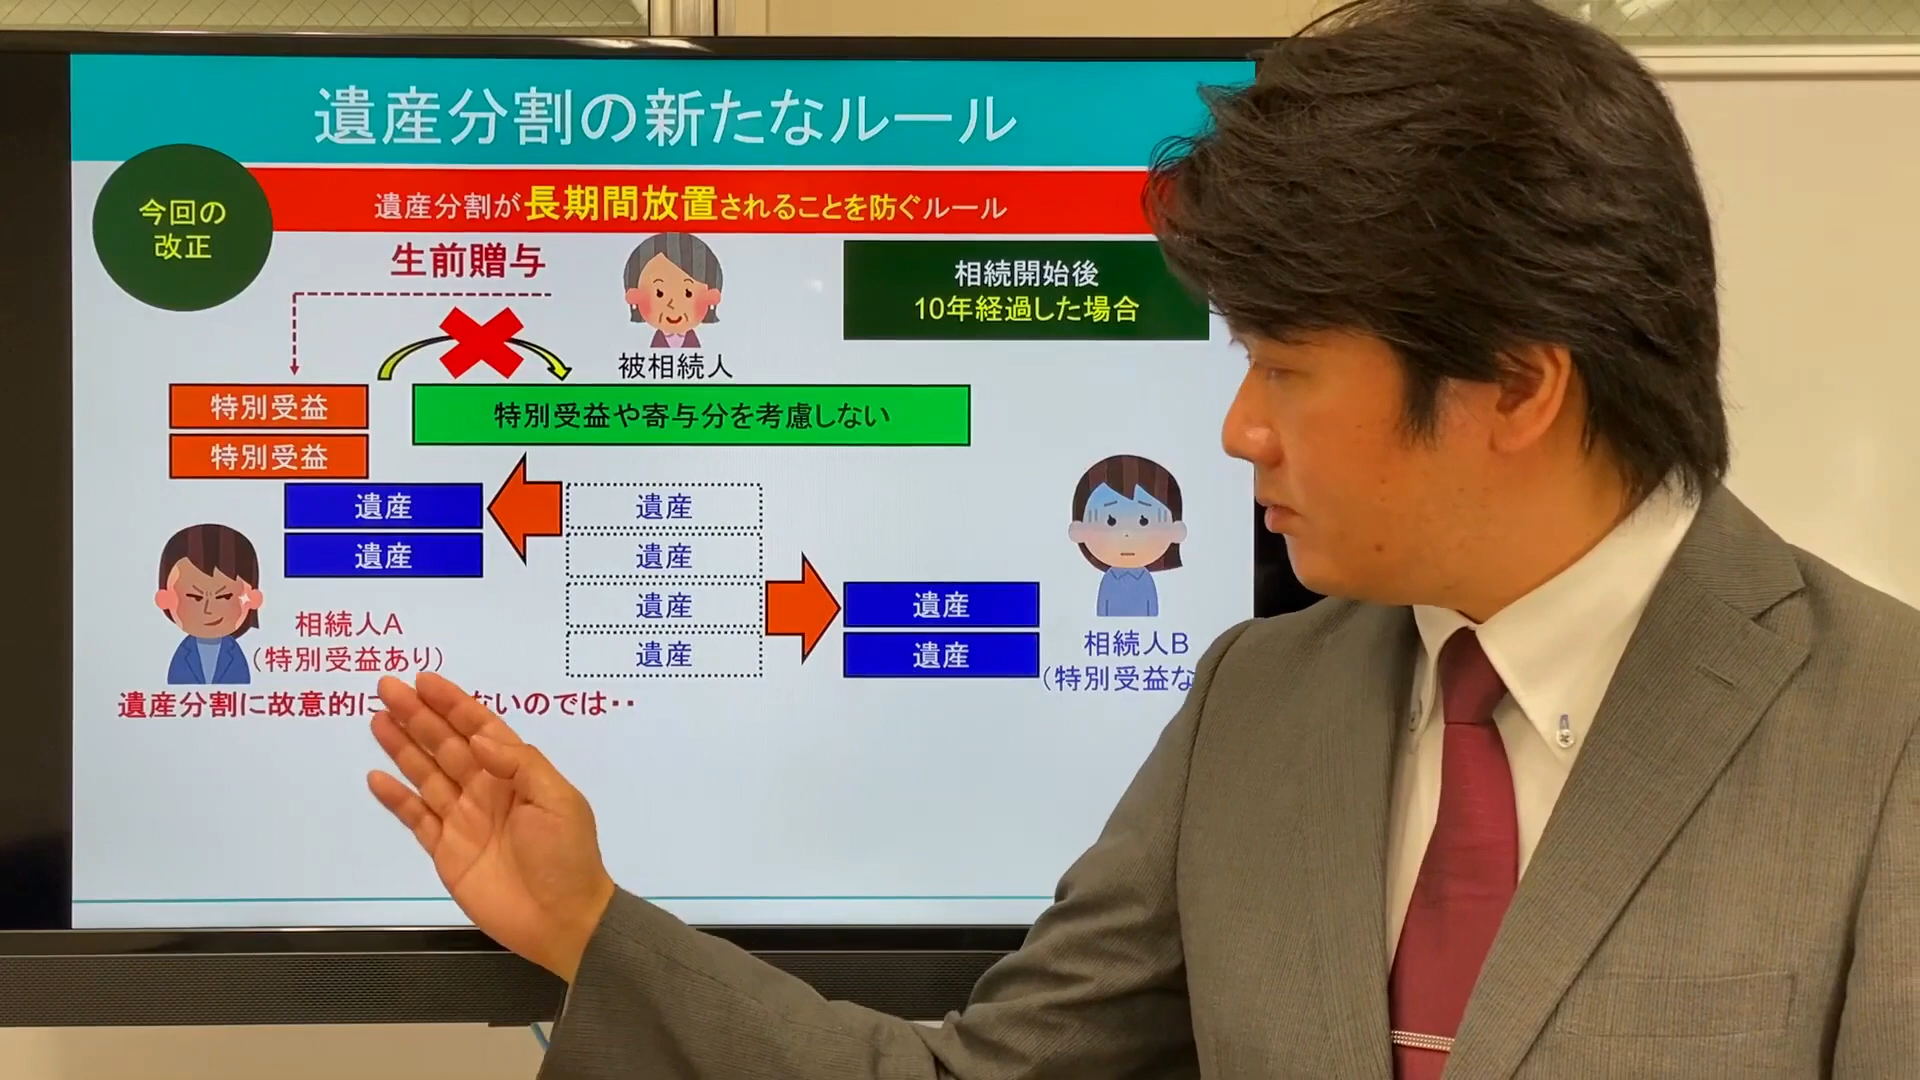 遺産分割の新たなルール
今回の
改正
遺産分割が長期間放置されることを防ぐルール
生前贈与
相続開始後
10年経過した場合
被相続人
特別受益
特別受益
特別受益や寄与分を考慮しない
遺産
遺産
遺産
遺産
遺産
遺産
遺産
遺産
相続人A
(特別受益あり)
相続人B
(特別受益な
遺産分割に故意的に ないのでは‥